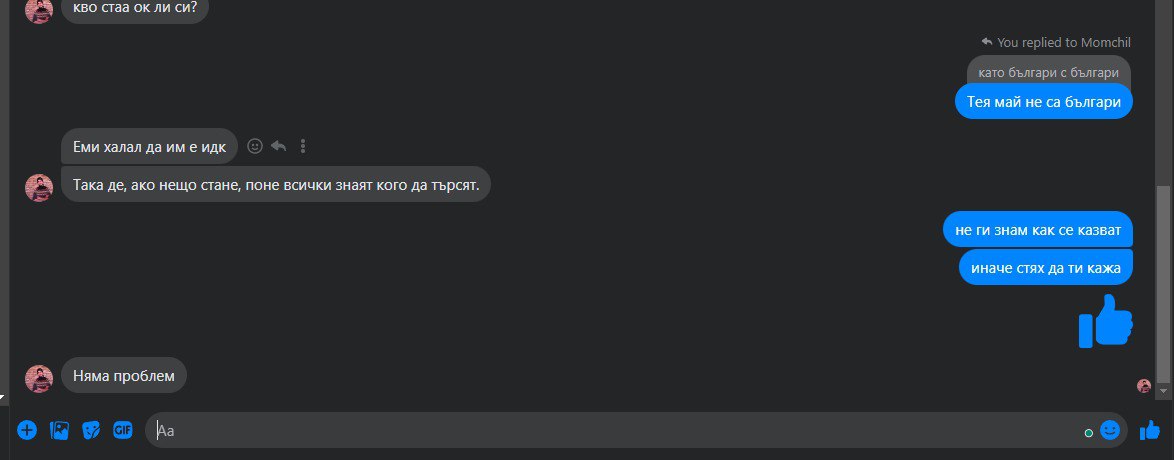 кво стаа ок ли си?
You replied to Momchil
като българи с българи
Тея май не са българи
Еми халал да им е идк
Така де, ако нещо стане, поне всички знаят кого да търсят.
не ги знам как се казват
иначе стях да ти кажа
Няма проблем
GIF
Aa